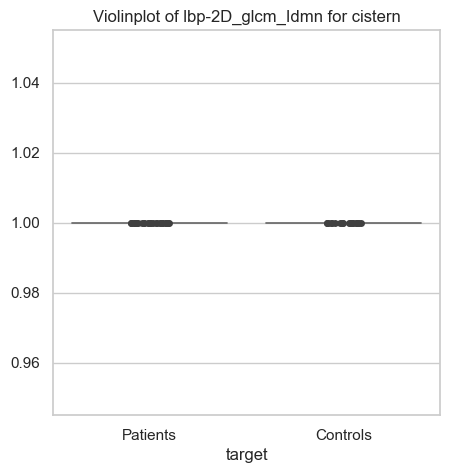 Violinplot of lbp-2D_glcm_Idmn for cistern
1.04
1.02
1.00
0.98
0.96
Patients Controls
target